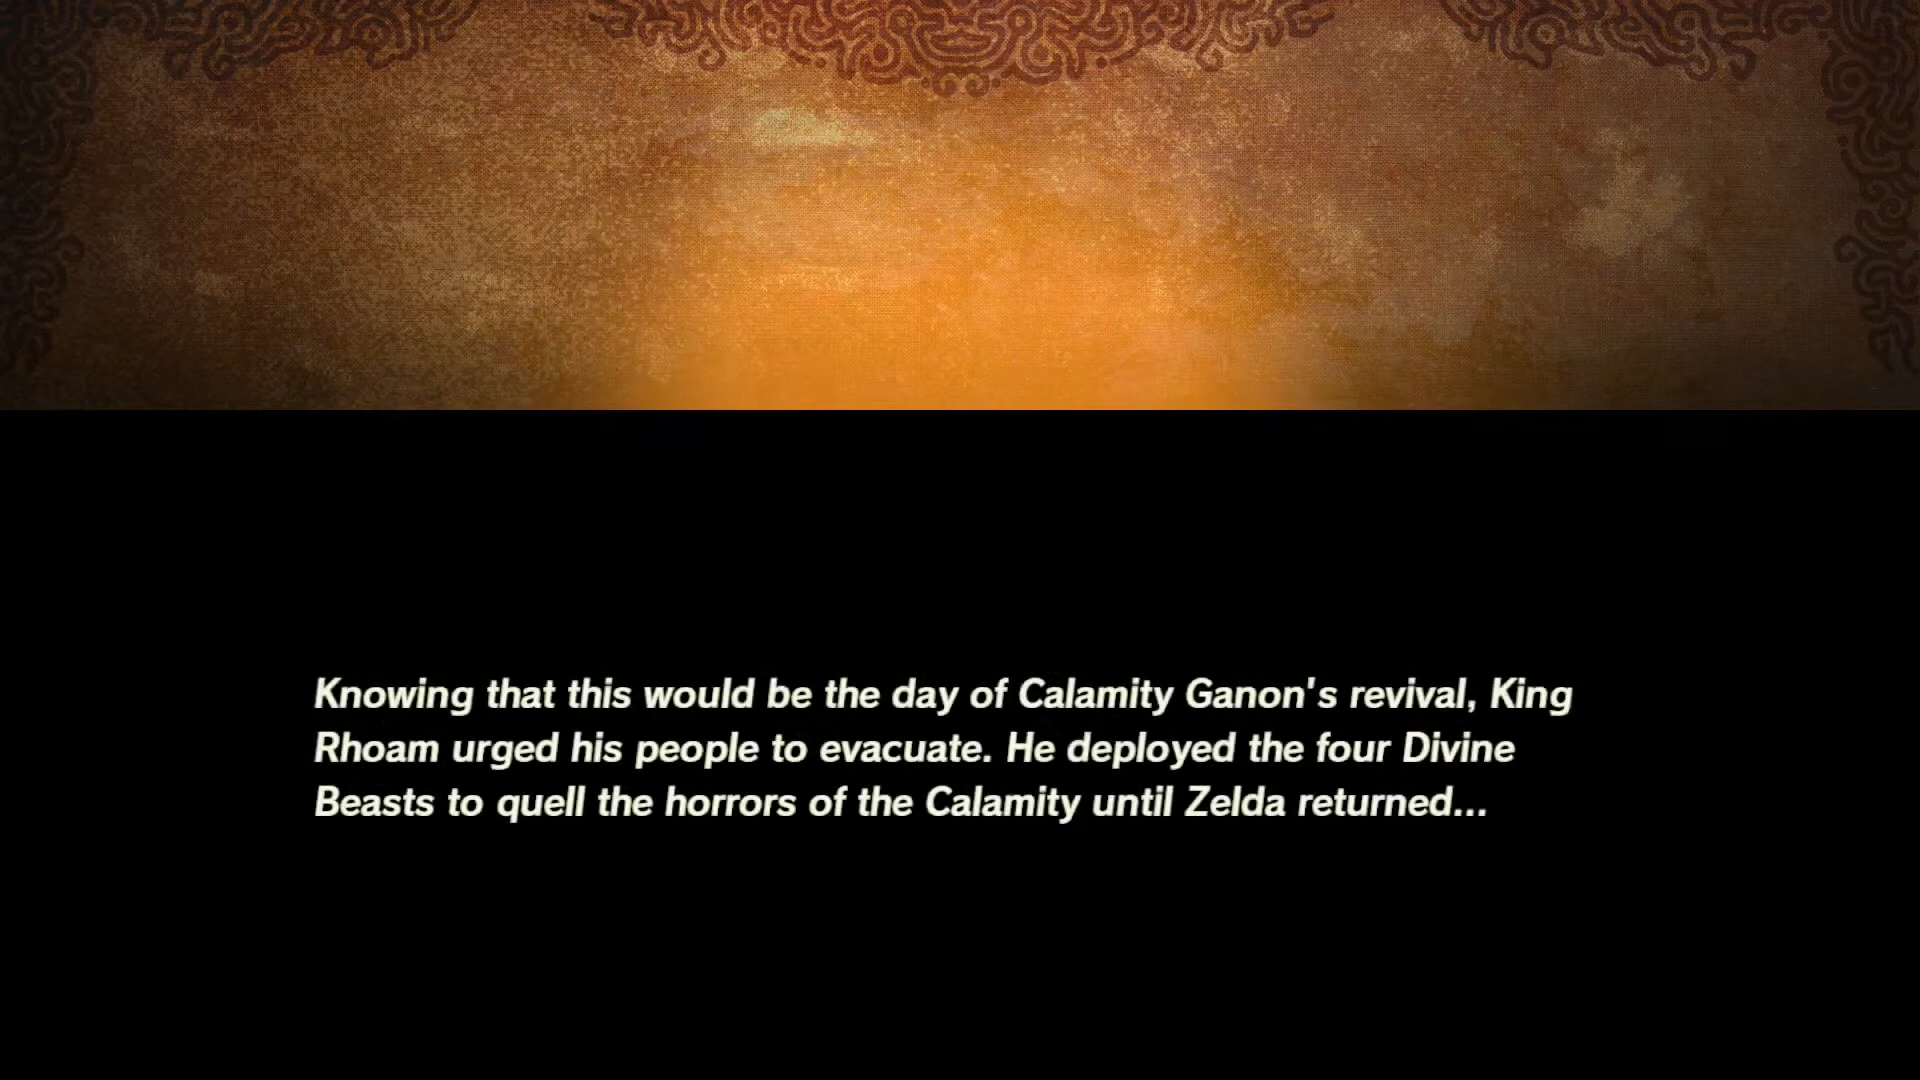 Knowing that this would be the day of Calamity Ganon's revival, King
Rhoam urged his people to evacuate. He deployed the four Divine
Beasts to quell the horrors of the Calamity until Zelda returned...